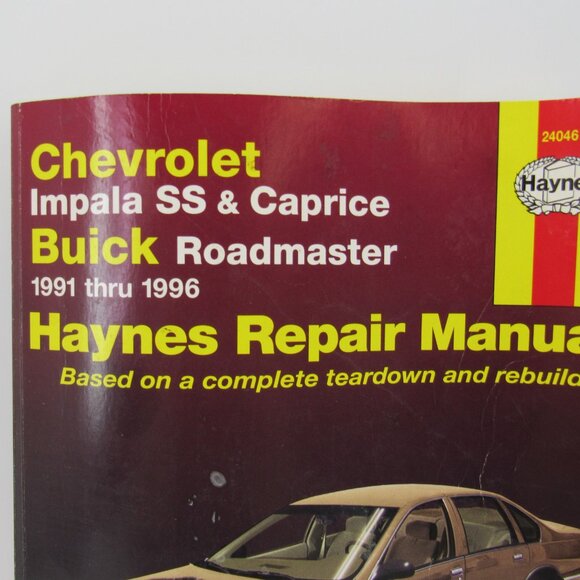 Chevrolet
Impala SS & Caprice
Buick Roadmaster
1991 thru 1996
Haynes Repair Manua
Based on a complete teardown and rebuild
24046
Hayne